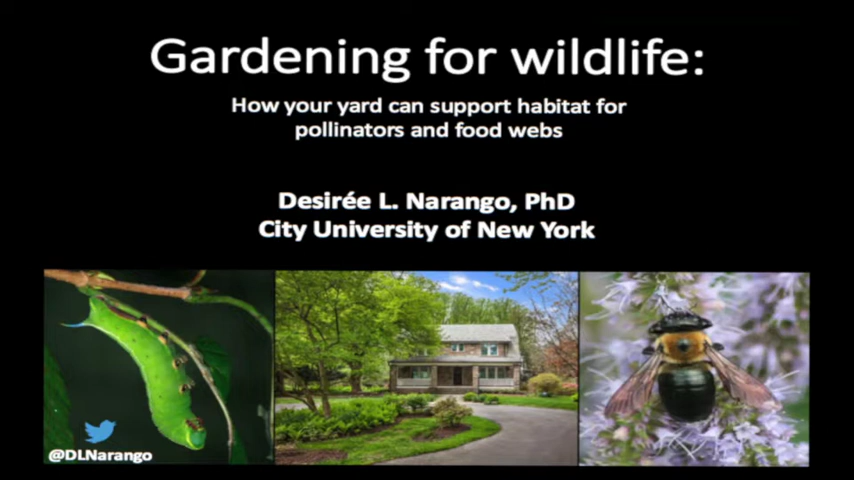 Gardening for wildlife:
How your yard can support habitat for
pollinators and food webs
Desirée L. Narango, PhD
City University of New York
@DLNarango